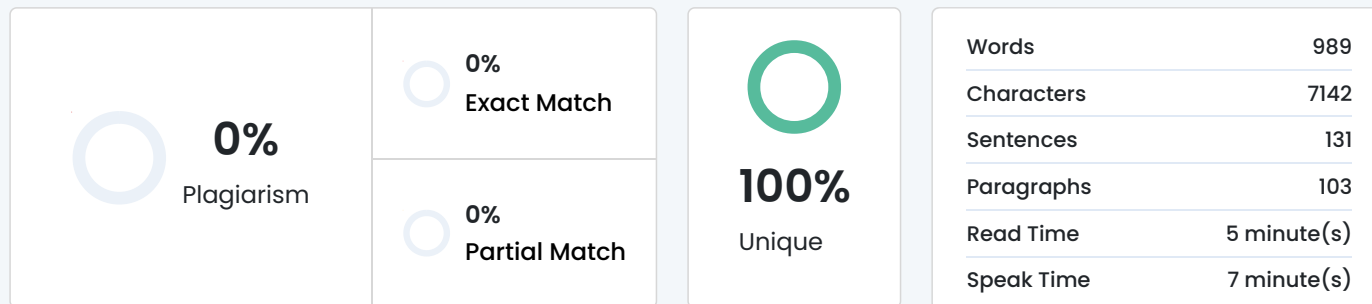 0%
Plagiarism
0%
Exact Match
0%
Partial Match
100%
Unique
Words 989
Characters 7142
Sentences 131
Paragraphs 103
Read Time 5 minute(s)
Speak Time 7 minute(s)